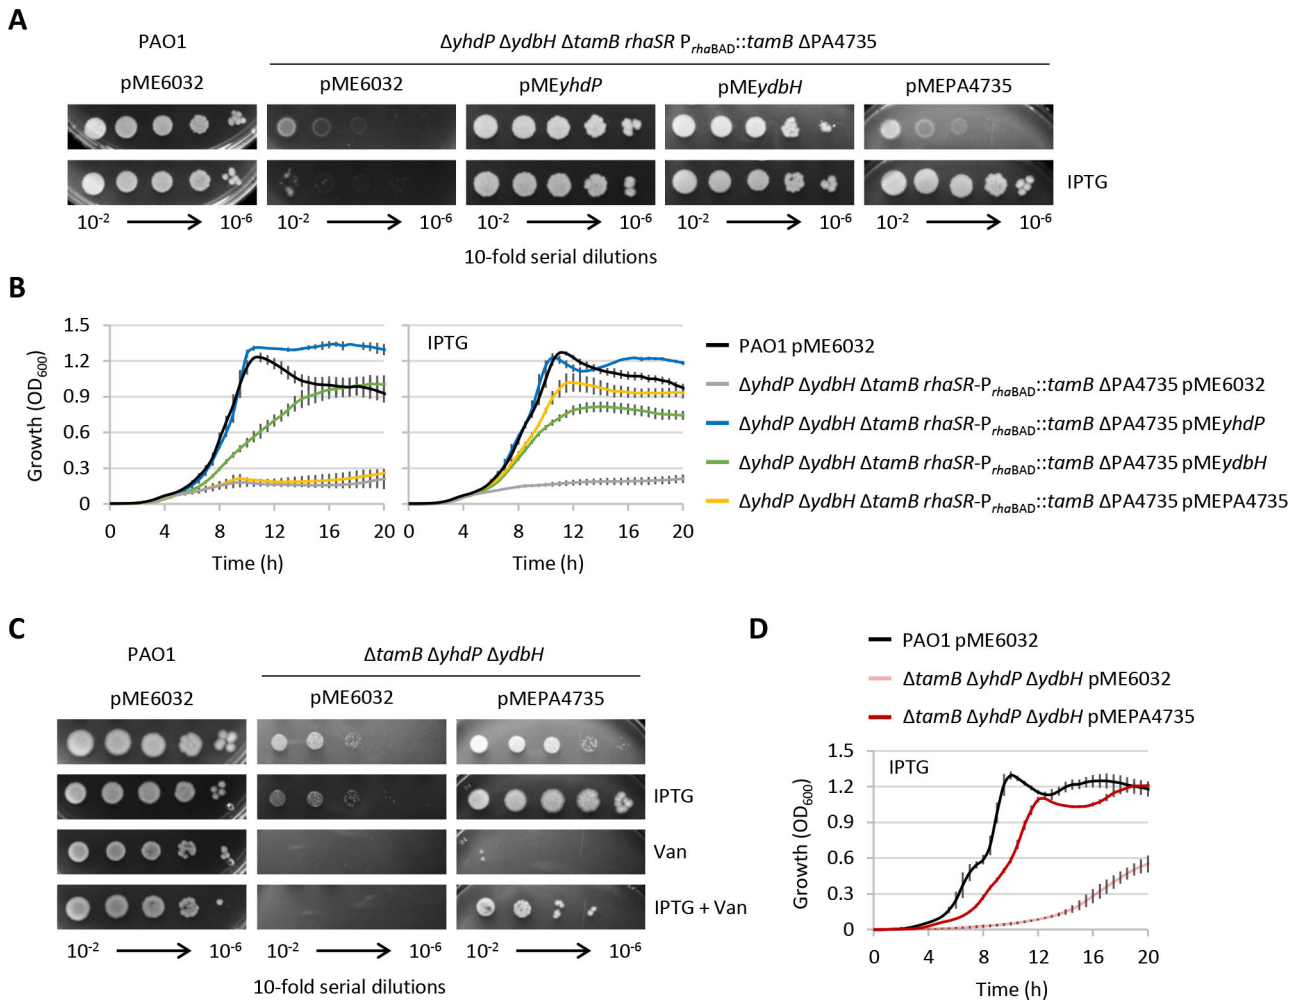 A
PAO1 ΔyhdP ΔydbH ΔtamB rhaSR PrhaBAD::tamB ΔPA4735
pME6032 pME6032 pMEyhdP pMEydbH pMEPA4735
IPTG
10-2 10-6 10-2 10-6 10-2 10-6 10-2 10-6 10-2 10-6
10-fold serial dilutions
B
1.5
1.2
0.9
0.6
0.3
0
Growth (OD600)
0 4 8 12 16 20
Time (h)
IPTG
0 4 8 12 16 20
Time (h)
PAO1 pME6032
ΔyhdP ΔydbH ΔtamB rhaSR-PrhaBAD::tamB ΔPA4735 pME6032
ΔyhdP ΔydbH ΔtamB rhaSR-PrhaBAD::tamB ΔPA4735 pMEyhdP
ΔyhdP ΔydbH ΔtamB rhaSR-PrhaBAD::tamB ΔPA4735 pMEydbH
ΔyhdP ΔydbH ΔtamB rhaSR-PrhaBAD::tamB ΔPA4735 pMEPA4735
C
PAO1 ΔtamB ΔyhdP ΔydbH
pME6032 pME6032 pMEPA4735
IPTG
Van
IPTG + Van
10-2 10-6 10-2 10-6 10-2 10-6
10-fold serial dilutions
D
PAO1 pME6032
ΔtamB ΔyhdP ΔydbH pME6032
ΔtamB ΔyhdP ΔydbH pMEPA4735
1.5
1.2
0.9
0.6
0.3
0
Growth (OD600)
IPTG
0 4 8 12 16 20
Time (h)